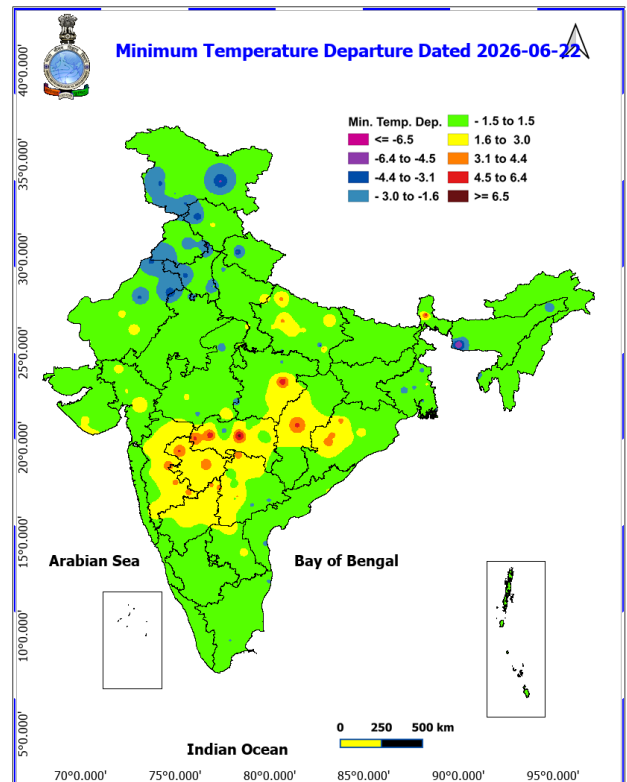 Minimum Temperature Departure Dated 2026-06-22
Min. Temp. Dep.
<= -6.5
-6.4 to -4.5
-4.4 to -3.1
- 3.0 to -1.6
- 1.5 to 1.5
1.6 to 3.0
3.1 to 4.4
4.5 to 6.4
>= 6.5
40°0.000'
35°0.000'
30°0.000'
25°0.000'
20°0.000'
15°0.000'
10°0.000'
5°0.000'
Arabian Sea
Bay of Bengal
Indian Ocean
0 250 500 km
70°0.000' 75°0.000' 80°0.000' 85°0.000' 90°0.000' 95°0.000'